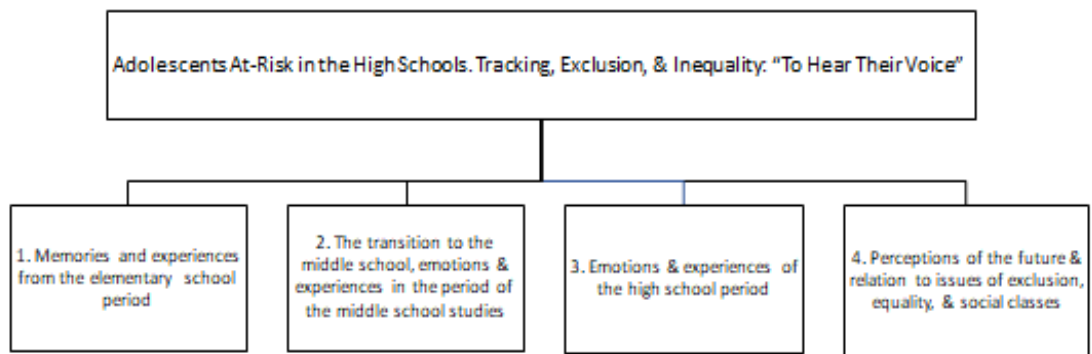 Adolescents At-Risk in the High Schools. Tracking, Exclusion, & Inequality: "To Hear Their Voice"
1. Memories and experiences
from the elementary school
period
2. The transition to the
middle school, emotions &
experiences in the period of
the middle school studies
3. Emotions & experiences of
the high school period
4. Perceptions of the future &
relation to issues of exclusion,
equality, & social classes